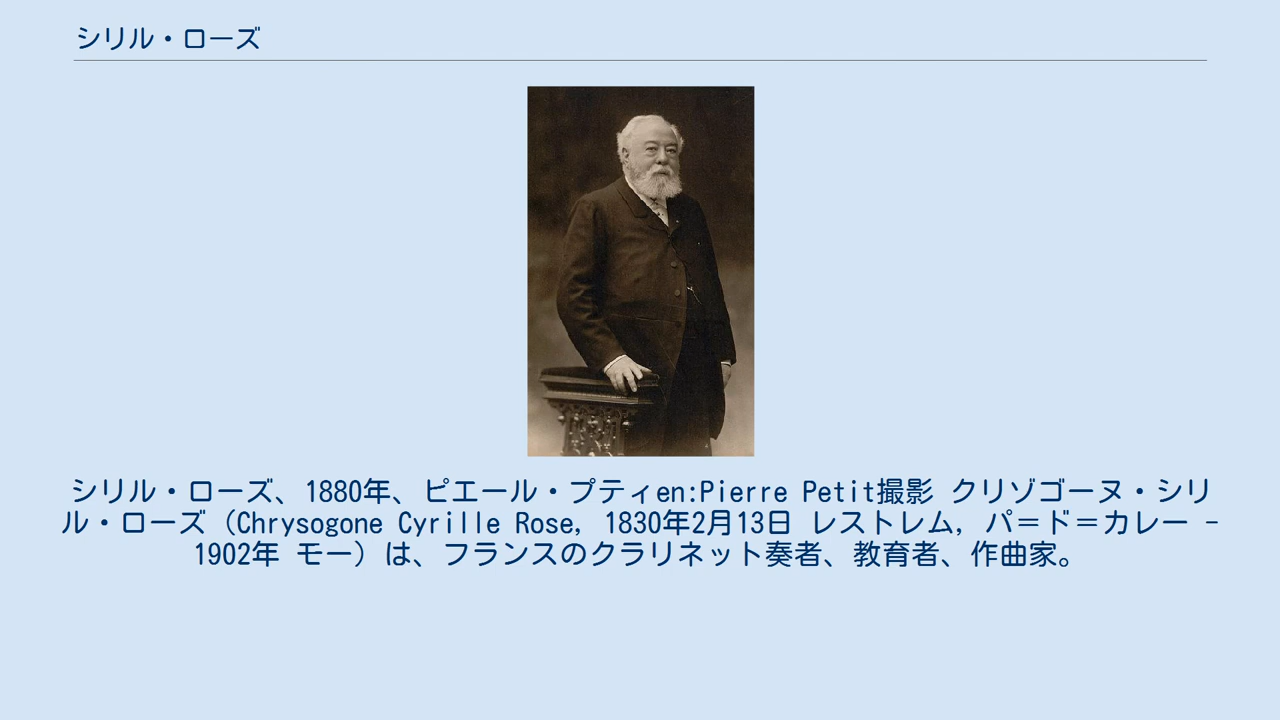 シリル・ローズ
シリル・ローズ、1880年、ピエール・プティen:Pierre Petit撮影 クリゾゴーヌ・シリ
ル・ローズ（Chrysogone Cyrille Rose, 1830年2月13日 レストレム, パ＝ド＝カレー -
1902年 モー）は、フランスのクラリネット奏者、教育者、作曲家。